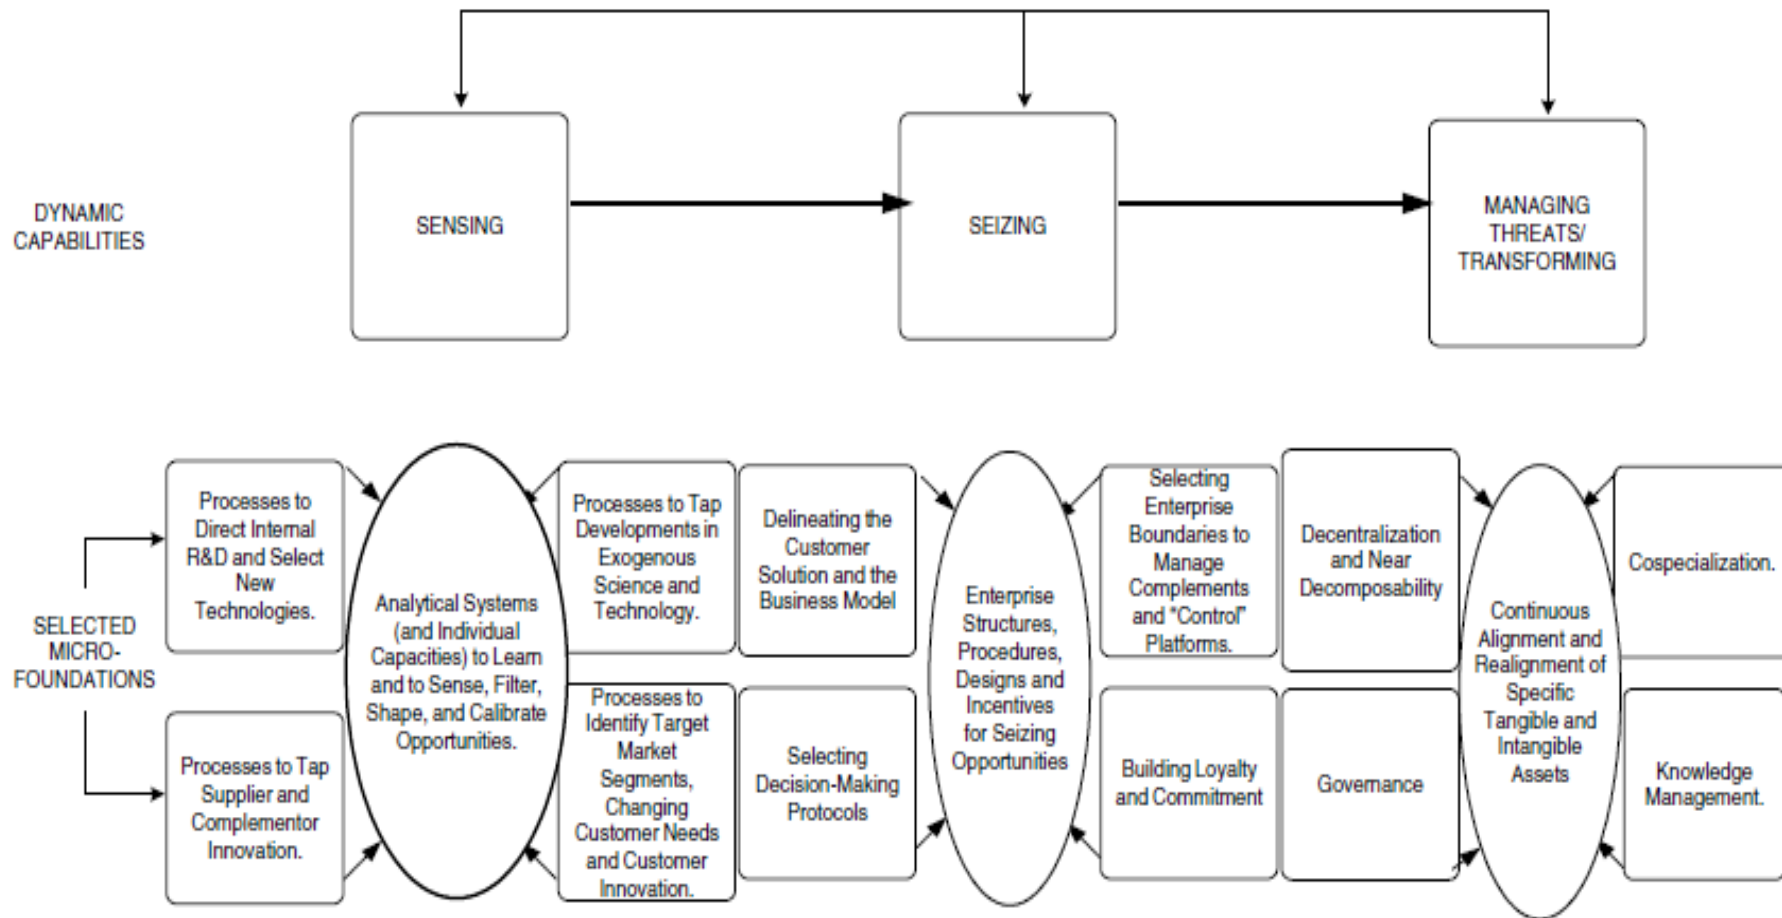 DYNAMIC
CAPABILITIES
SENSING
SEIZING
MANAGING
THREATS/
TRANSFORMING
SELECTED
MICRO-
FOUNDATIONS
Processes to
Direct Internal
R&D and Select
New
Technologies.
Processes to Tap
Supplier and
Complementor
Innovation.
Analytical Systems
(and Individual
Capacities) to Learn
and to Sense, Filter,
Shape, and Calibrate
Opportunities.
Processes to Tap
Developments in
Exogenous
Science and
Technology.
Processes to
Identify Target
Market
Segments,
Changing
Customer Needs
and Customer
Innovation.
Delineating the
Customer
Solution and the
Business Model
Selecting
Decision-Making
Protocols
Enterprise
Structures,
Procedures,
Designs and
Incentives
for Seizing
Opportunities
Selecting
Enterprise
Boundaries to
Manage
Complements
and "Control"
Platforms.
Building Loyalty
and Commitment
Decentralization
and Near
Decomposability
Governance
Continuous
Alignment and
Realignment of
Specific
Tangible and
Intangible
Assets
Cospecialization.
Knowledge
Management.